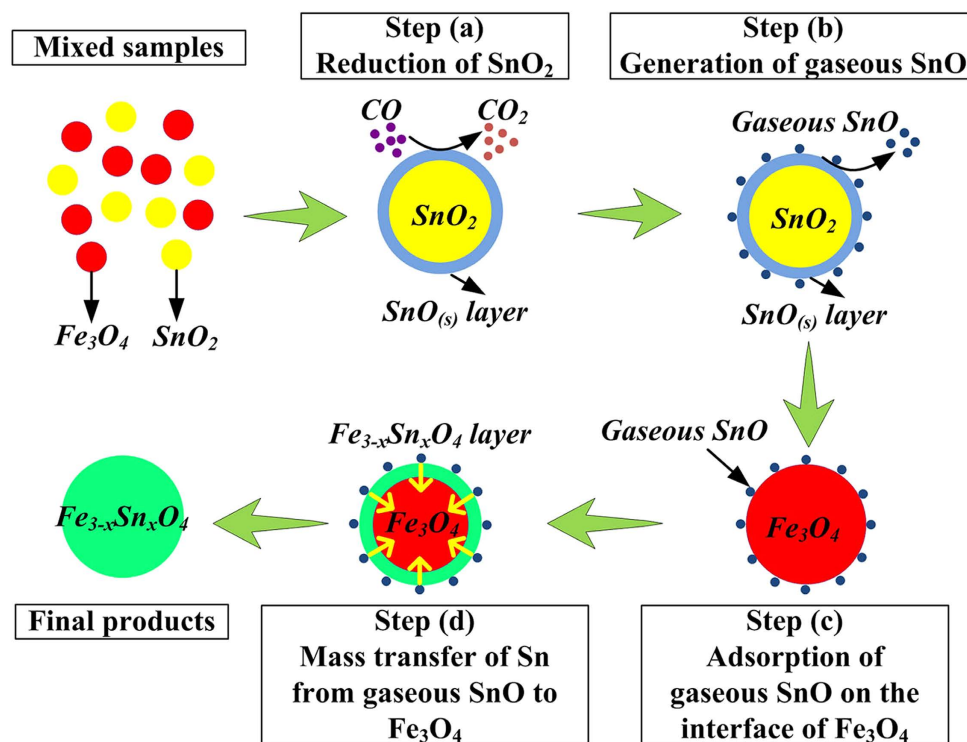 Mixed samples
Step (a)
Reduction of SnO₂
Step (b)
Generation of gaseous SnO
CO
CO₂
SnO₂
SnO₍ₛ₎ layer
Gaseous SnO
SnO₂
SnO₍ₛ₎ layer
Fe₃O₄
SnO₂
Gaseous SnO
Fe₃O₄
Step (c)
Adsorption of
gaseous SnO on the
interface of Fe₃O₄
Fe₃₋ₓSnₓO₄ layer
Fe₃O₄
Step (d)
Mass transfer of Sn
from gaseous SnO to
Fe₃O₄
Fe₃₋ₓSnₓO₄
Final products